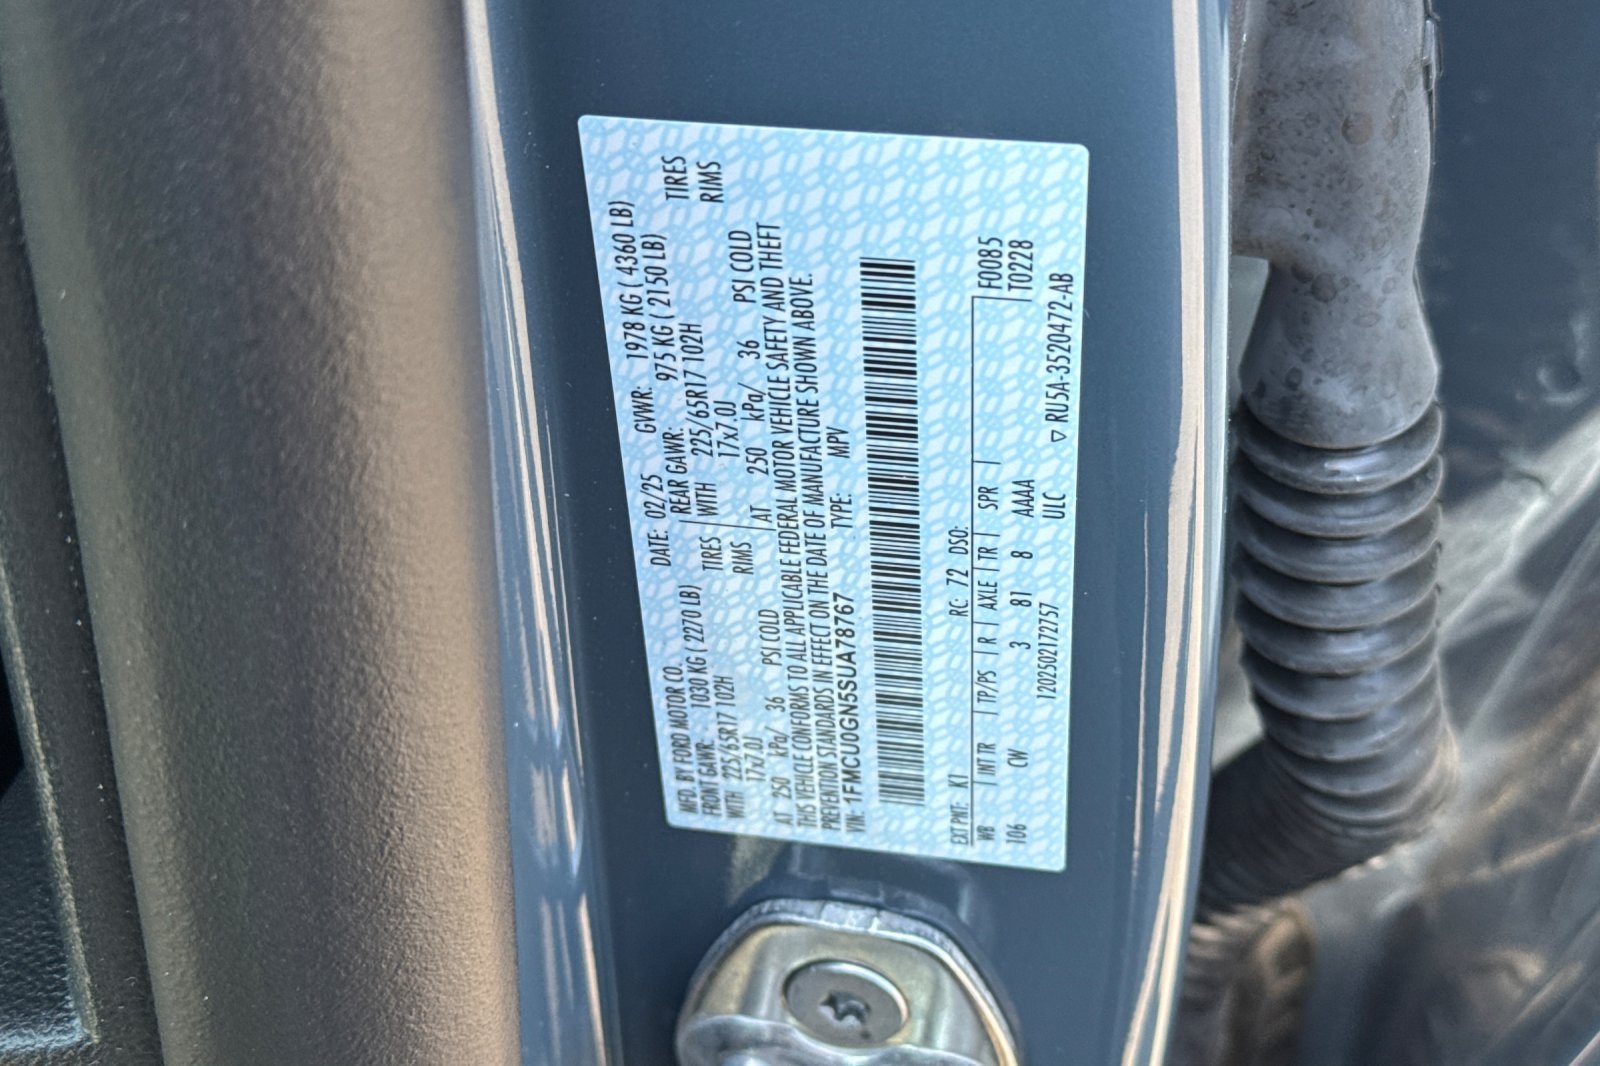 MFD. BY FORD MOTOR CO. DATE: 02/25 GVWR: 1978 KG ( 4360 LB)
FRONT GAWR: 1030 KG ( 2270 LB) REAR GAWR: 975 KG ( 2150 LB)
WITH 225/65R17 102H TIRES WITH 225/65R17 102H TIRES
17x7.0J RIMS 17x7.0J RIMS
AT 250 kPa/ 36 PSI COLD AT 250 kPa/ 36 PSI COLD
THIS VEHICLE CONFORMS TO ALL APPLICABLE FEDERAL MOTOR VEHICLE SAFETY AND THEFT
PREVENTION STANDARDS IN EFFECT ON THE DATE OF MANUFACTURE SHOWN ABOVE.
VIN: 1FMCU0GN5SUA78767 TYPE: MPV
EXT PNT: K1 RC: 72 DSO: F0085
WB INT TR TP/PS R AXLE TR SPR T0228
106 CW 3 81 8 AAAA
1202502172757 ULC ▽ RU5A-3520472-AB